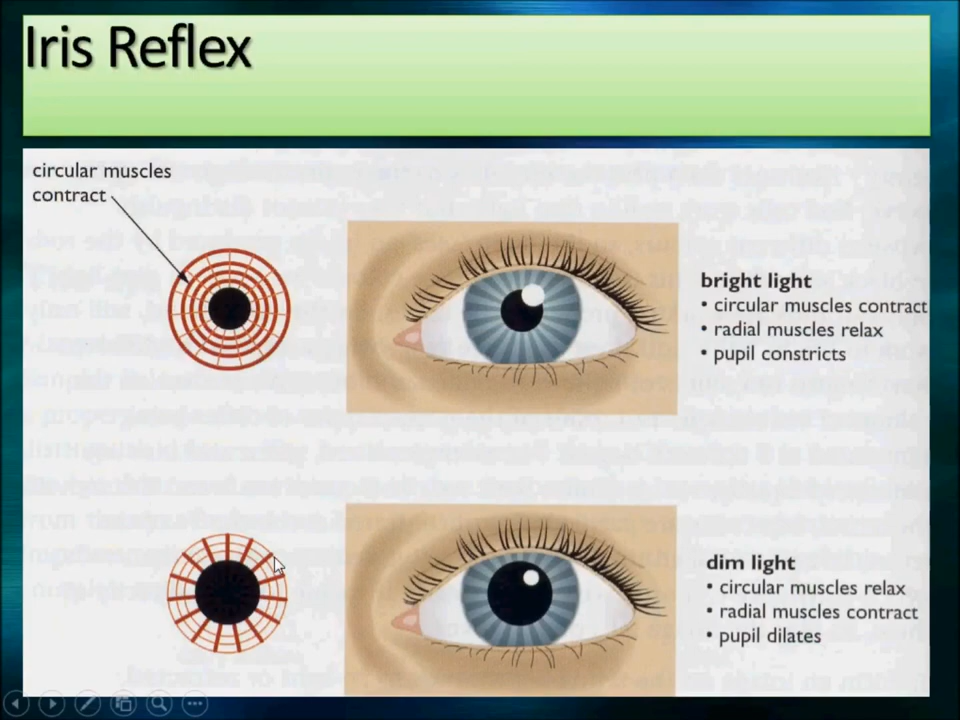 Iris Reflex
circular muscles
contract
bright light
• circular muscles contract
• radial muscles relax
• pupil constricts
dim light
• circular muscles relax
• radial muscles contract
• pupil dilates